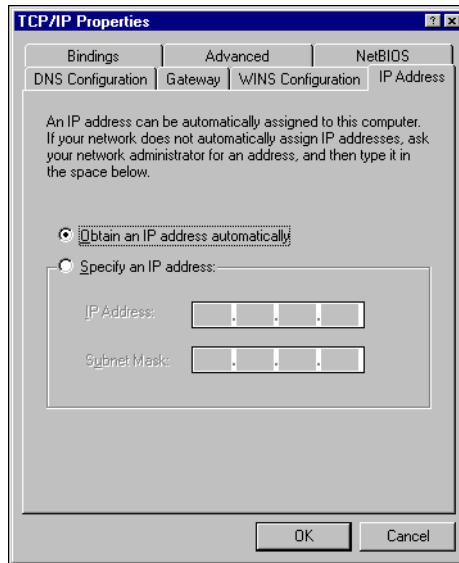 TCP/IP Properties
Bindings Advanced NetBIOS
DNS Configuration Gateway WINS Configuration IP Address
An IP address can be automatically assigned to this computer.
If your network does not automatically assign IP addresses, ask
your network administrator for an address, and then type it in
the space below.
Obtain an IP address automatically
Specify an IP address:
IP Address:
. . .
Subnet Mask:
. . .
OK Cancel